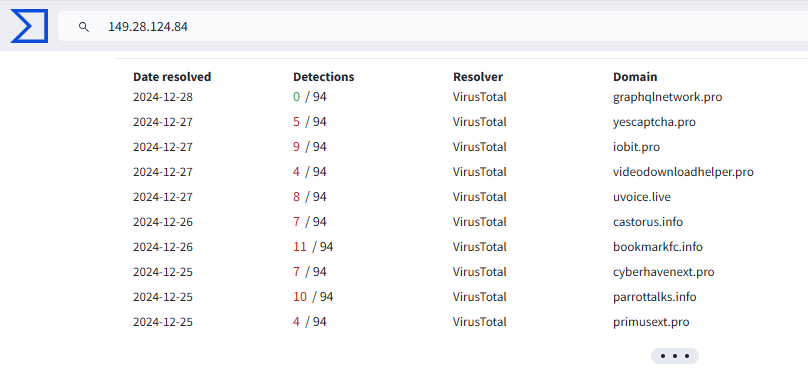 149.28.124.84
Date resolved Detections Resolver Domain
2024-12-28 0 / 94 VirusTotal graphqlnetwork.pro
2024-12-27 5 / 94 VirusTotal yescaptcha.pro
2024-12-27 9 / 94 VirusTotal iobit.pro
2024-12-27 4 / 94 VirusTotal videodownloadhelper.pro
2024-12-27 8 / 94 VirusTotal uvoice.live
2024-12-26 7 / 94 VirusTotal castorus.info
2024-12-26 11 / 94 VirusTotal bookmarkfc.info
2024-12-25 7 / 94 VirusTotal cyberhavenext.pro
2024-12-25 10 / 94 VirusTotal parrottalks.info
2024-12-25 4 / 94 VirusTotal primusext.pro